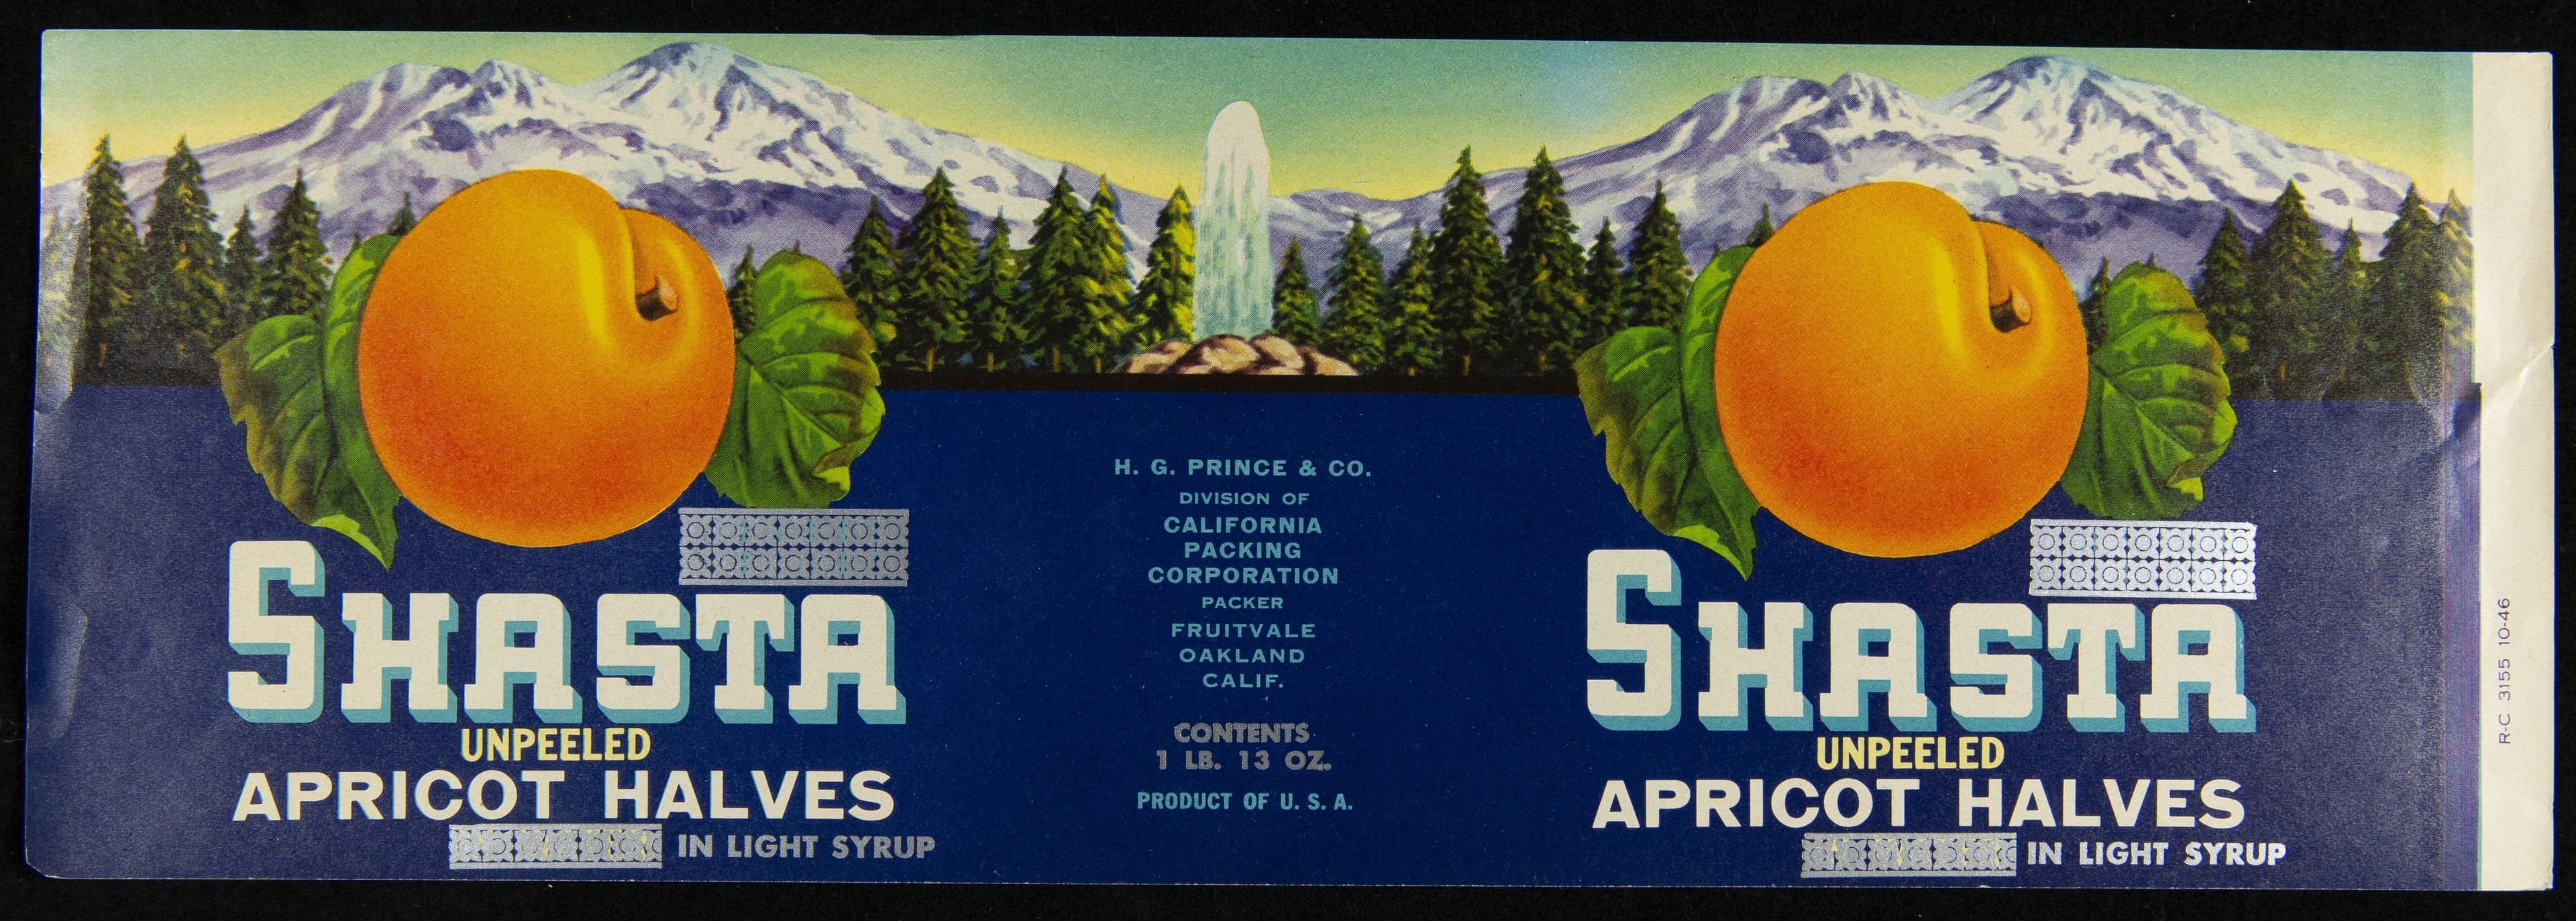 SHASTA
UNPEELED
APRICOT HALVES
IN LIGHT SYRUP
H. G. PRINCE & CO.
DIVISION OF
CALIFORNIA
PACKING
CORPORATION
PACKER
FRUITVALE
OAKLAND
CALIF.
CONTENTS
1 LB. 13 OZ.
PRODUCT OF U. S. A.
SHASTA
UNPEELED
APRICOT HALVES
IN LIGHT SYRUP
R-C 3155 10-46